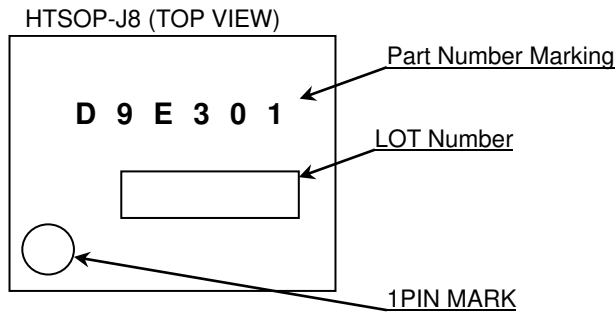 HTSOP-J8 (TOP VIEW)
Part Number Marking
D 9 E 3 0 1
LOT Number
1PIN MARK